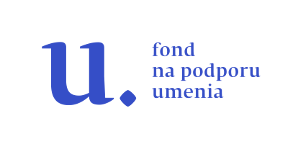 u.
fond
na podporu
umenia